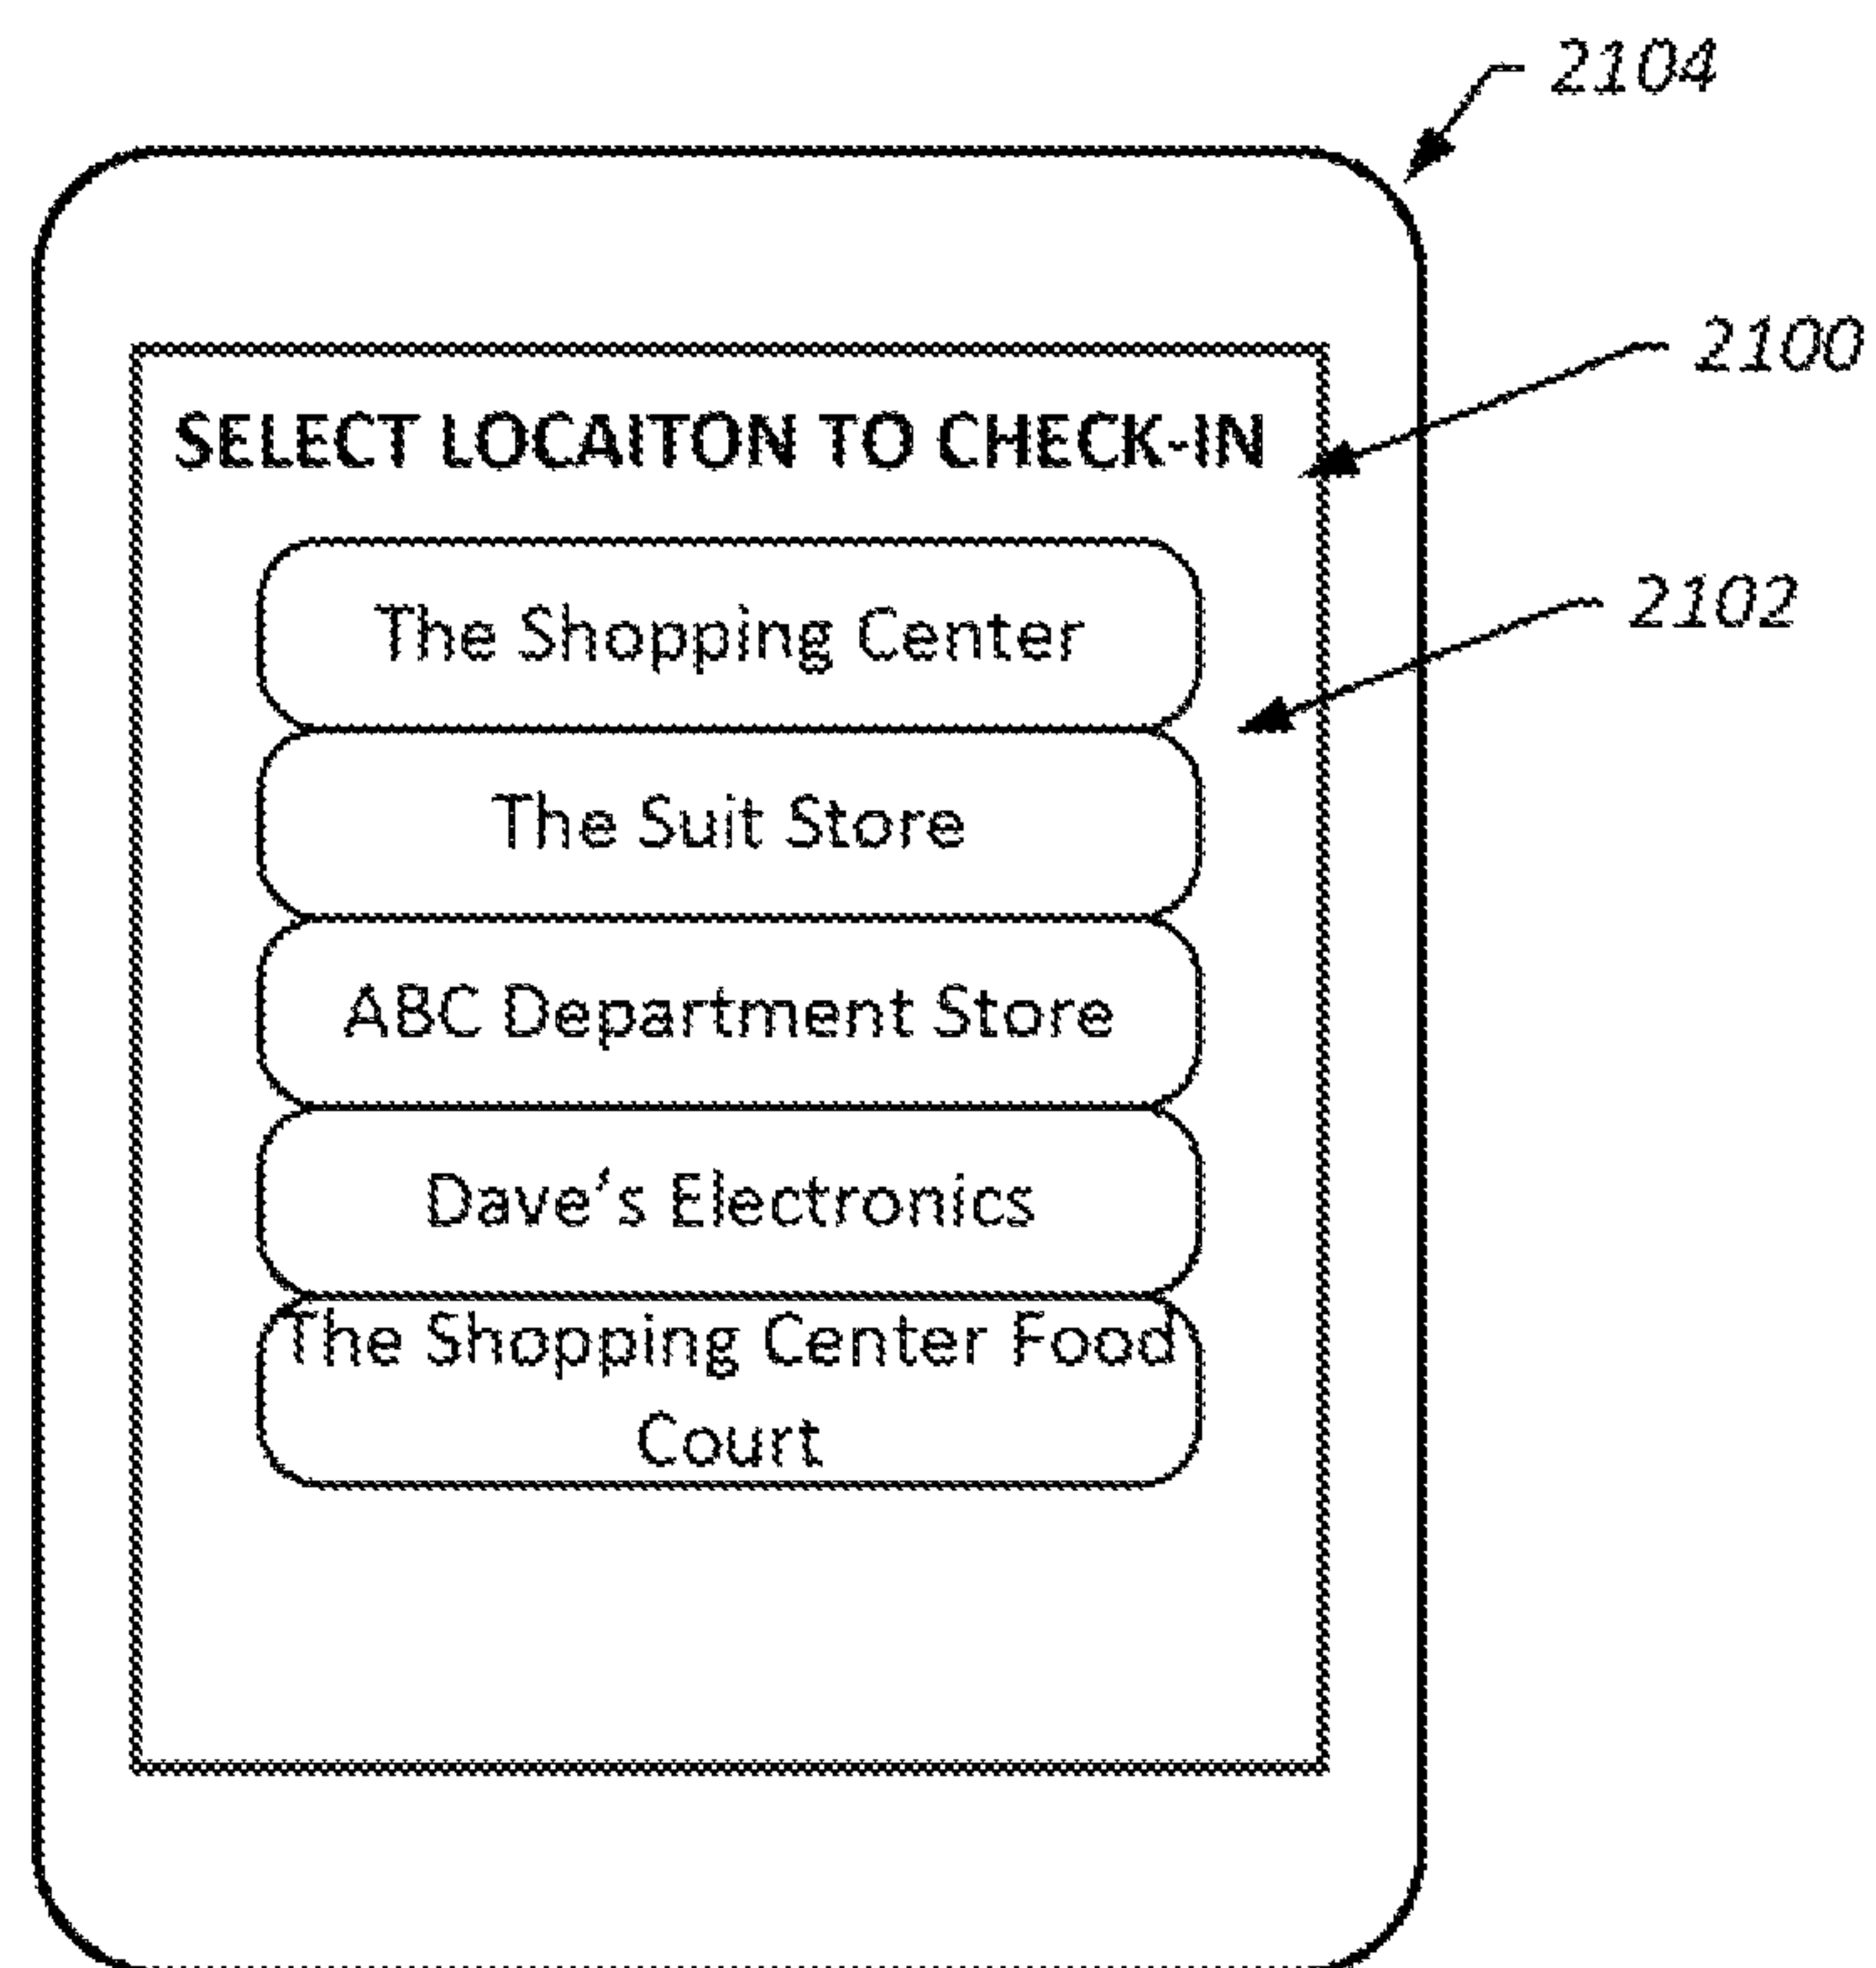 2104
2100
SELECT LOCAITON TO CHECK-IN
The Shopping Center
2102
The Suit Store
ABC Department Store
Dave's Electronics
The Shopping Center Food
Court